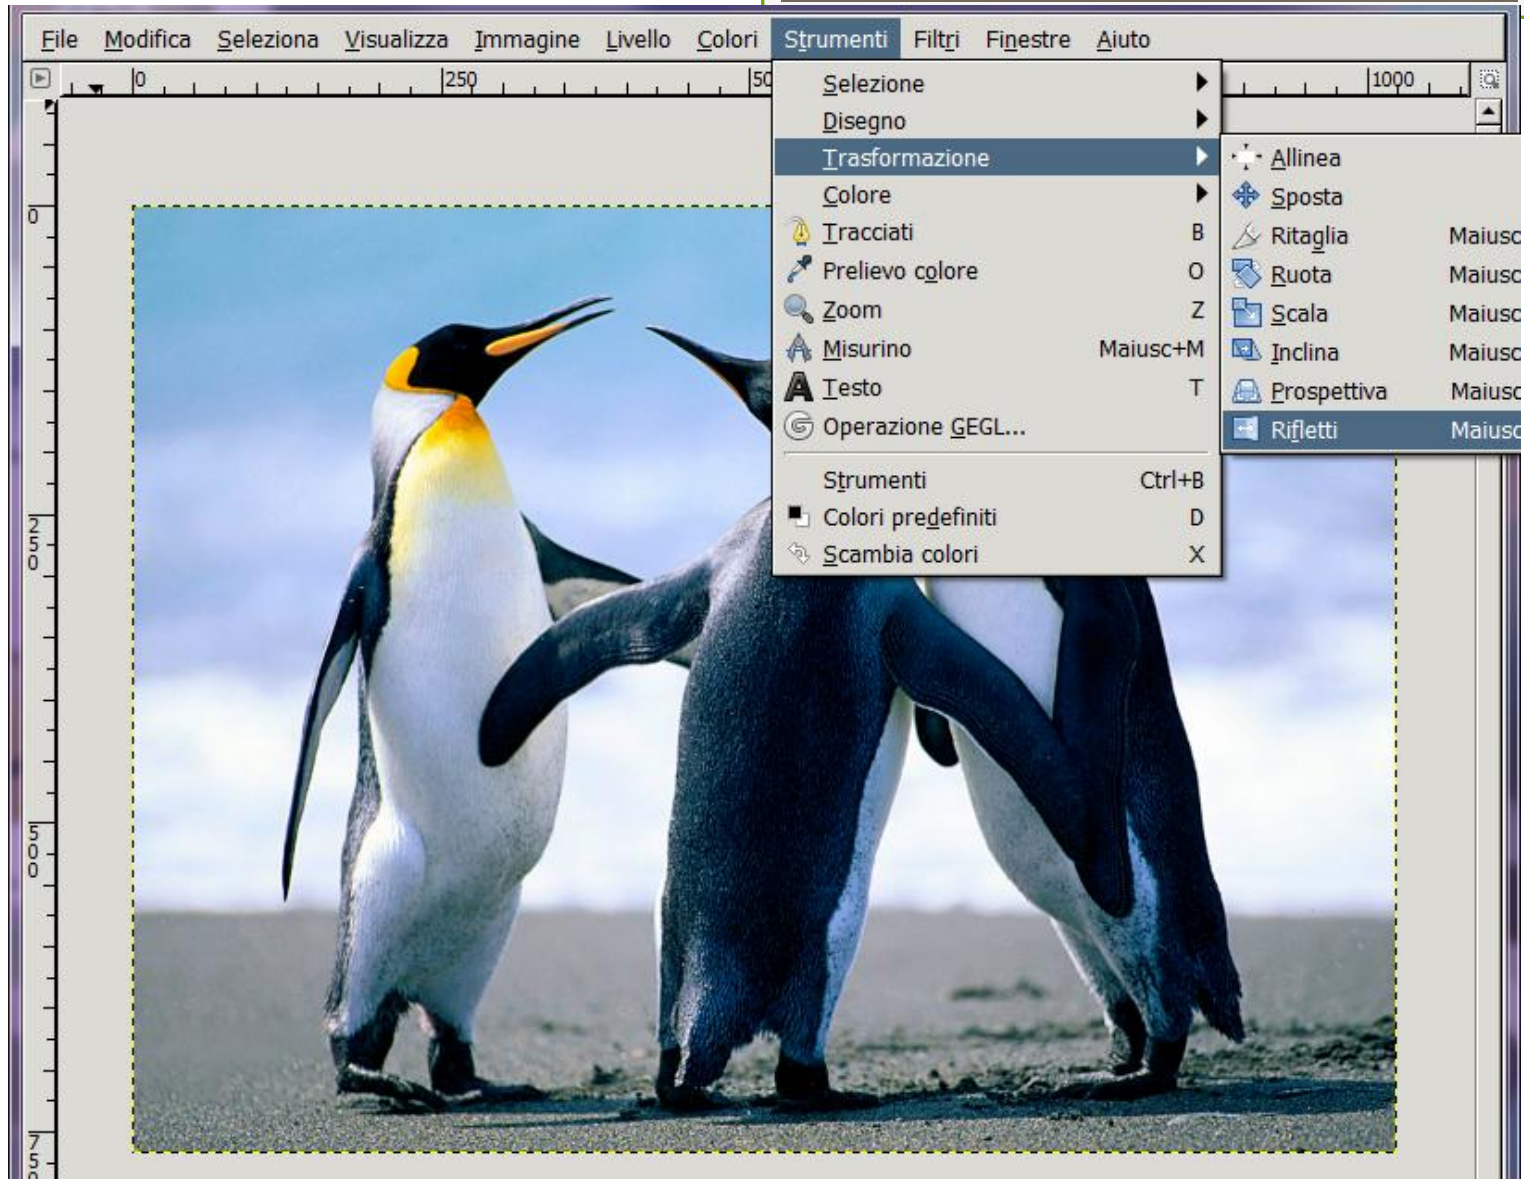 File Modifica Seleziona Visualizza Immagine Livello Colori Strumenti Filtri Finestre Aiuto
0 250 50 1000
Selezione
Disegno
Trasformazione
Colore
Tracciati B
Prelievo colore O
Zoom Z
Misurino Maiusc+M
Testo T
Operazione GEGL...
Strumenti Ctrl+B
Colori predefiniti D
Scambia colori X
Allinea
Sposta
Ritaglia Maiusc
Ruota Maiusc
Scala Maiusc
Inclina Maiusc
Prospettiva Maiusc
Rifletti Maiusc
0
250
500
750